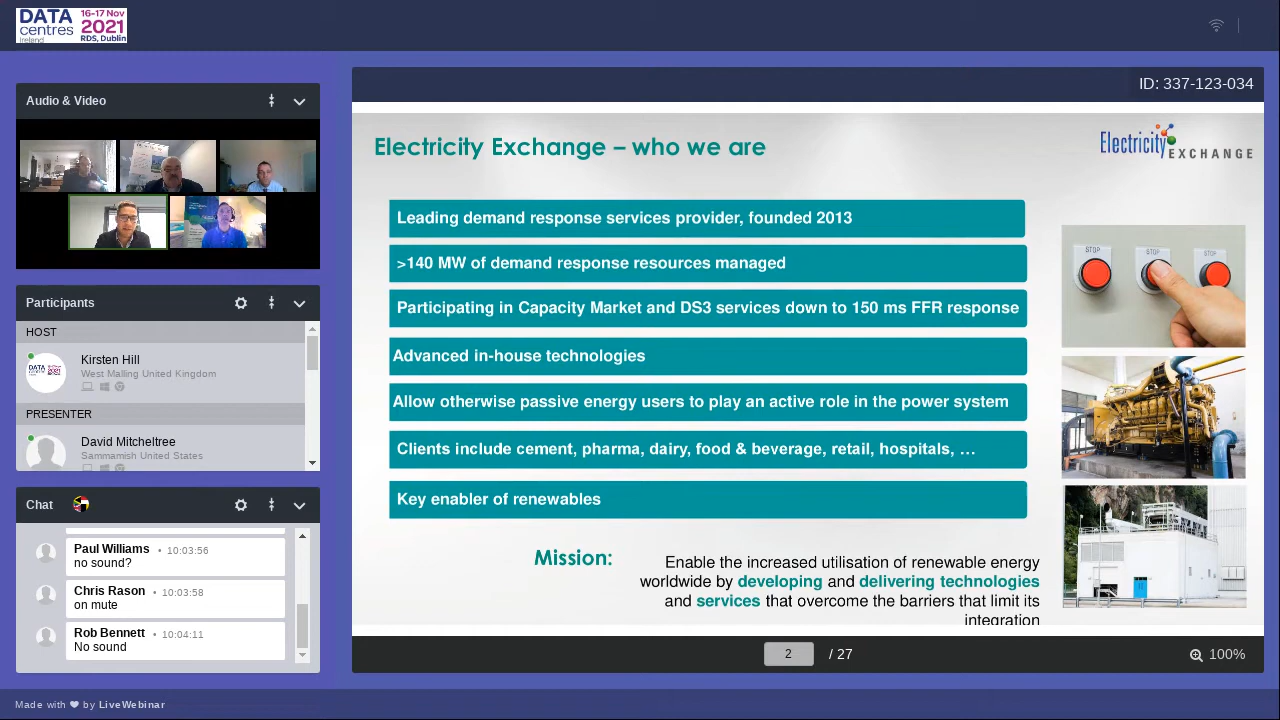 DATA
centres
Ireland
16-17 Nov
2021
RDS, Dublin
ID: 337-123-034
Audio & Video
Participants
HOST
Kirsten Hill
West Malling United Kingdom
PRESENTER
David Mitcheltree
Sammamish United States
Chat
Paul Williams • 10:03:56
no sound?
Chris Rason • 10:03:58
on mute
Rob Bennett • 10:04:11
No sound
Electricity Exchange – who we are
Electricity
EXCHANGE
Leading demand response services provider, founded 2013
>140 MW of demand response resources managed
Participating in Capacity Market and DS3 services down to 150 ms FFR response
Advanced in-house technologies
Allow otherwise passive energy users to play an active role in the power system
Clients include cement, pharma, dairy, food & beverage, retail, hospitals, …
Key enabler of renewables
STOP
STOP
STOP
Mission:
Enable the increased utilisation of renewable energy
worldwide by developing and delivering technologies
and services that overcome the barriers that limit its
integration
2 / 27
100%
Made with ❤ by LiveWebinar